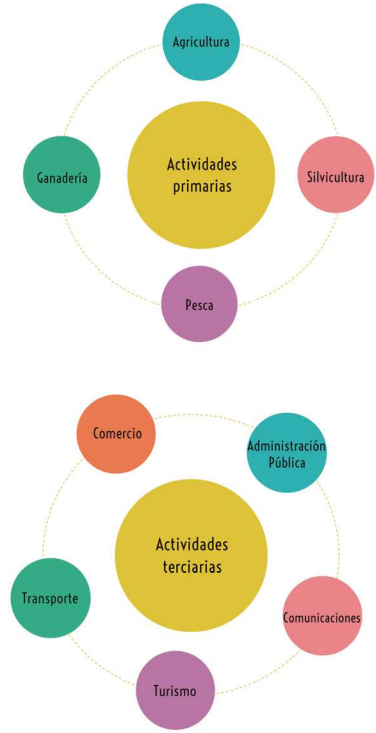 Agricultura
Ganadería
Actividades
primarias
Silvicultura
Pesca
Comercio
Administración
Pública
Actividades
terciarias
Transporte
Comunicaciones
Turismo